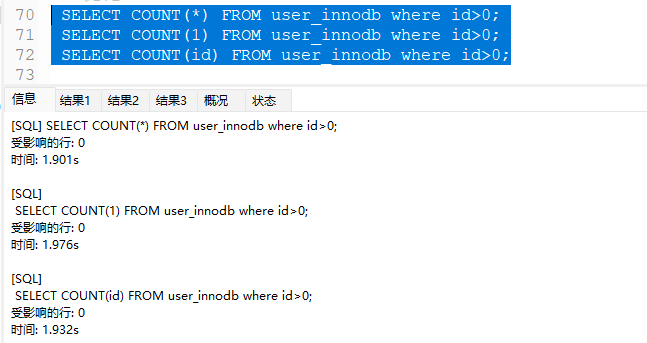 70 SELECT COUNT(*) FROM user_innodb where id>0;
71 SELECT COUNT(1) FROM user_innodb where id>0;
72 SELECT COUNT(id) FROM user_innodb where id>0;
73
信息 结果1 结果2 结果3 概况 状态
[SQL] SELECT COUNT(*) FROM user_innodb where id>0;
受影响的行: 0
时间: 1.901s
[SQL]
SELECT COUNT(1) FROM user_innodb where id>0;
受影响的行: 0
时间: 1.976s
[SQL]
SELECT COUNT(id) FROM user_innodb where id>0;
受影响的行: 0
时间: 1.932s